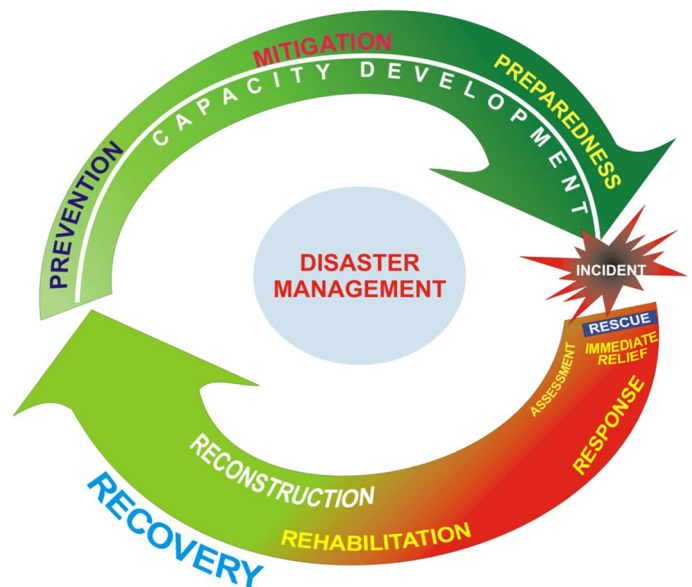 MITIGATION
CAPACITY DEVELOPMENT
PREPAREDNESS
PREVENTION
DISASTER
MANAGEMENT
INCIDENT
RESCUE
IMMEDIATE
RELIEF
ASSESSMENT
RESPONSE
RECONSTRUCTION
REHABILITATION
RECOVERY